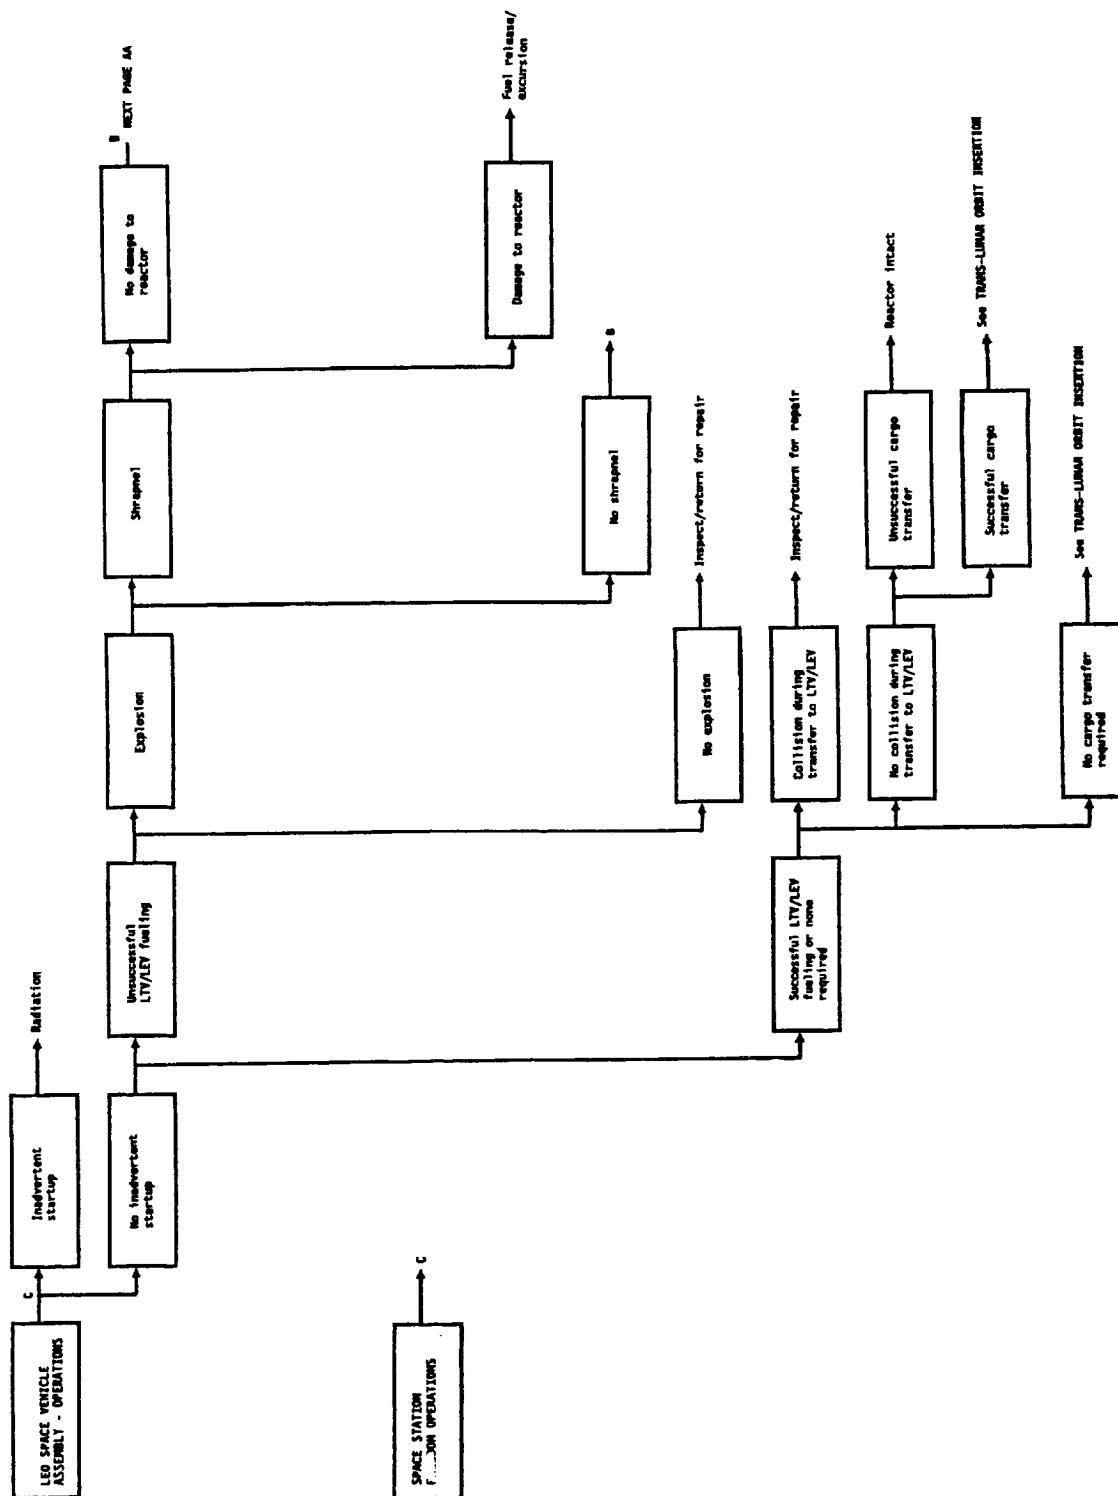 LEO SPACE VEHICLE
ASSEMBLY - OPERATIONS
C
Inadvertent
startup
Radiation
No inadvertent
startup
Unsuccessful
LTV/LEV fueling
Explosion
Shrapnel
No damage to
reactor
B
NEXT PAGE AA
Damage to reactor
Fuel release/
excursion
No shrapnel
B
No explosion
Inspect/return for repair
Successful LTV/LEV
fueling or none
required
Collision during
transfer to LTV/LEV
Inspect/return for repair
No collision during
transfer to LTV/LEV
Unsuccessful cargo
transfer
Reactor intact
Successful cargo
transfer
See TRANS-LUNAR ORBIT INSERTION
No cargo transfer
required
See TRANS-LUNAR ORBIT INSERTION
SPACE STATION
OPERATIONS
C